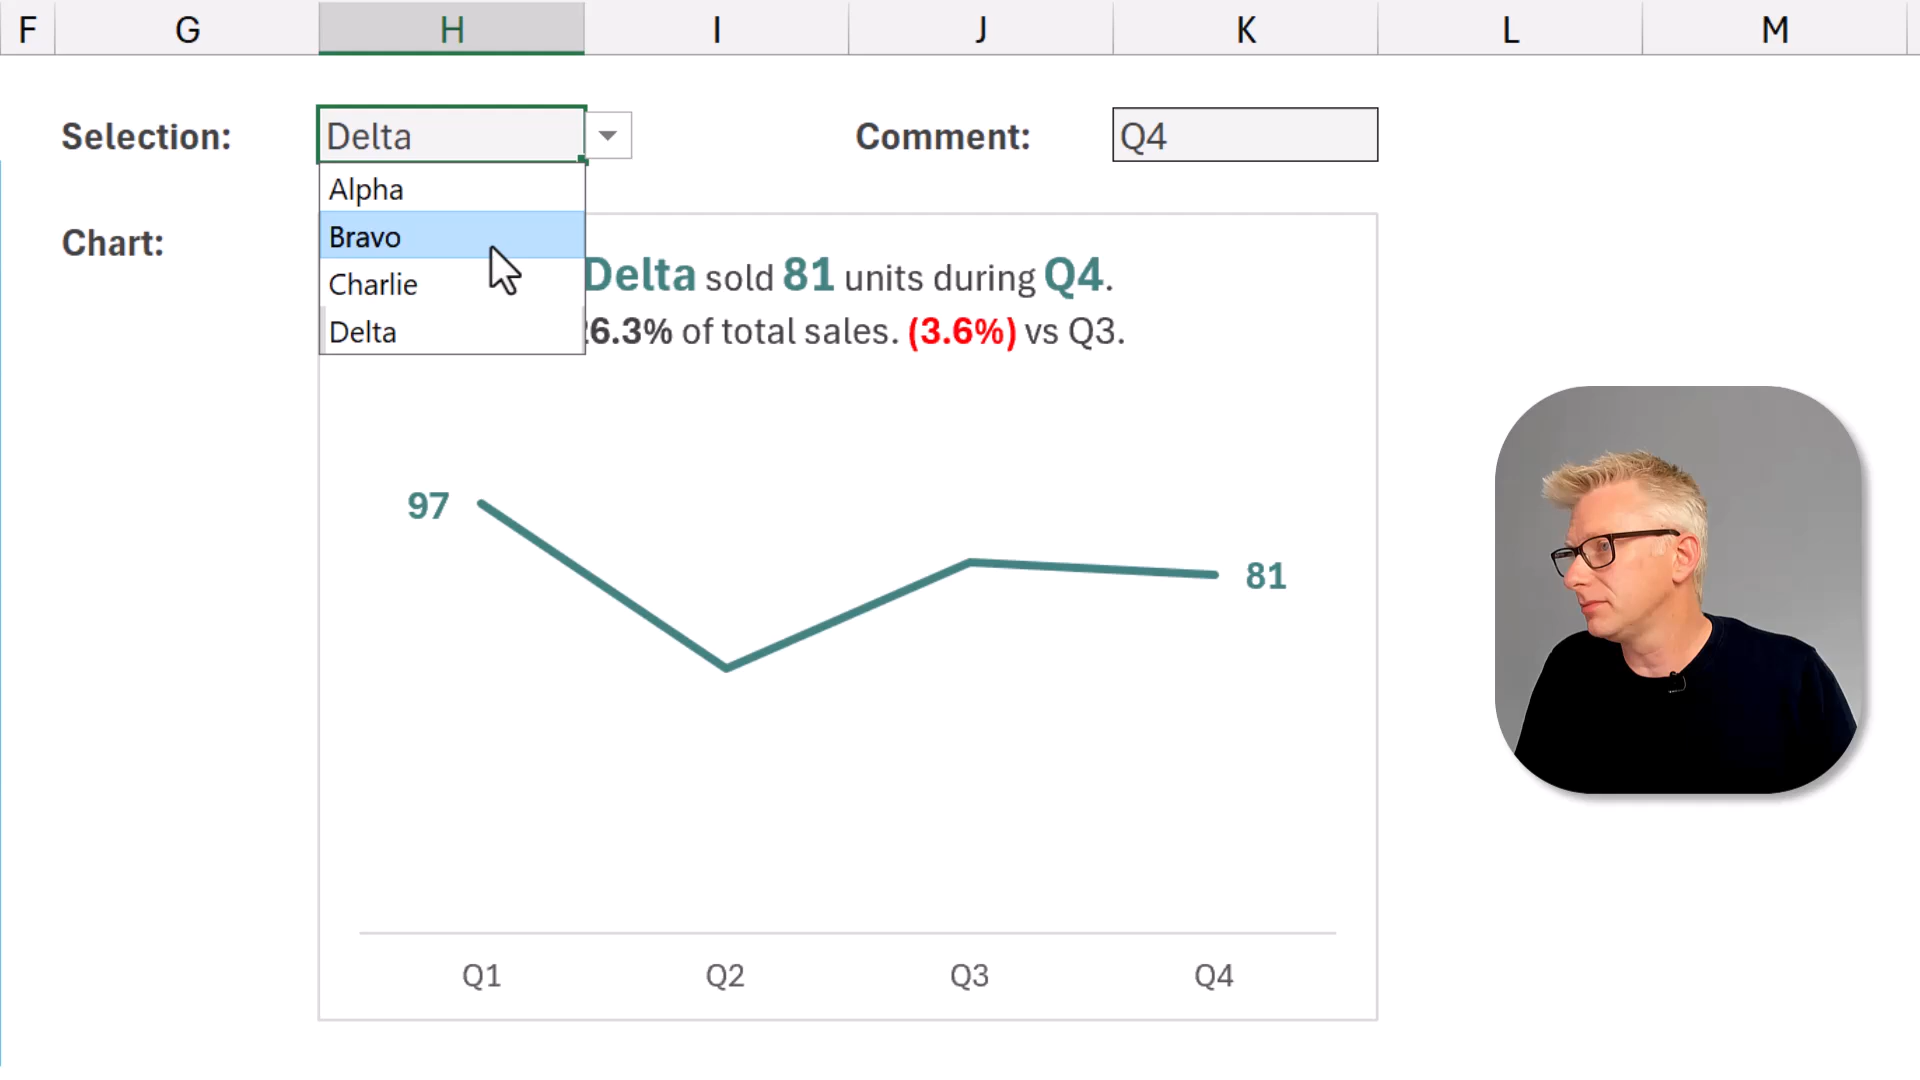 F G H I J K L M
Selection: Delta Comment: Q4
Alpha
Bravo
Charlie
Delta
Chart:
Delta sold 81 units during Q4.
6.3% of total sales. (3.6%) vs Q3.
97
81
Q1 Q2 Q3 Q4